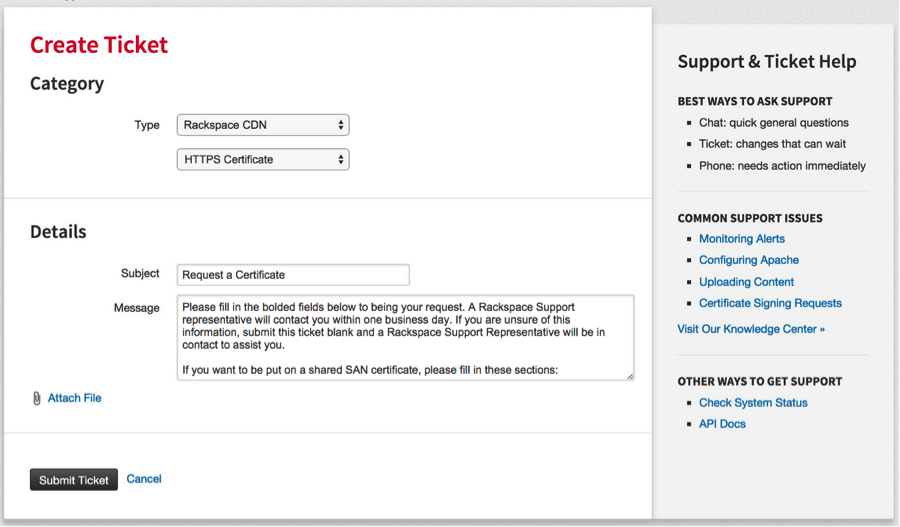 Create Ticket
Category
Type
Rackspace CDN
HTTPS Certificate
Details
Subject
Request a Certificate
Message
Please fill in the bolded fields below to being your request. A Rackspace Support
representative will contact you within one business day. If you are unsure of this
information, submit this ticket blank and a Rackspace Support Representative will be in
contact to assist you.
If you want to be put on a shared SAN certificate, please fill in these sections:
Attach File
Submit Ticket
Cancel
Support & Ticket Help
BEST WAYS TO ASK SUPPORT
Chat: quick general questions
Ticket: changes that can wait
Phone: needs action immediately
COMMON SUPPORT ISSUES
Monitoring Alerts
Configuring Apache
Uploading Content
Certificate Signing Requests
Visit Our Knowledge Center »
OTHER WAYS TO GET SUPPORT
Check System Status
API Docs